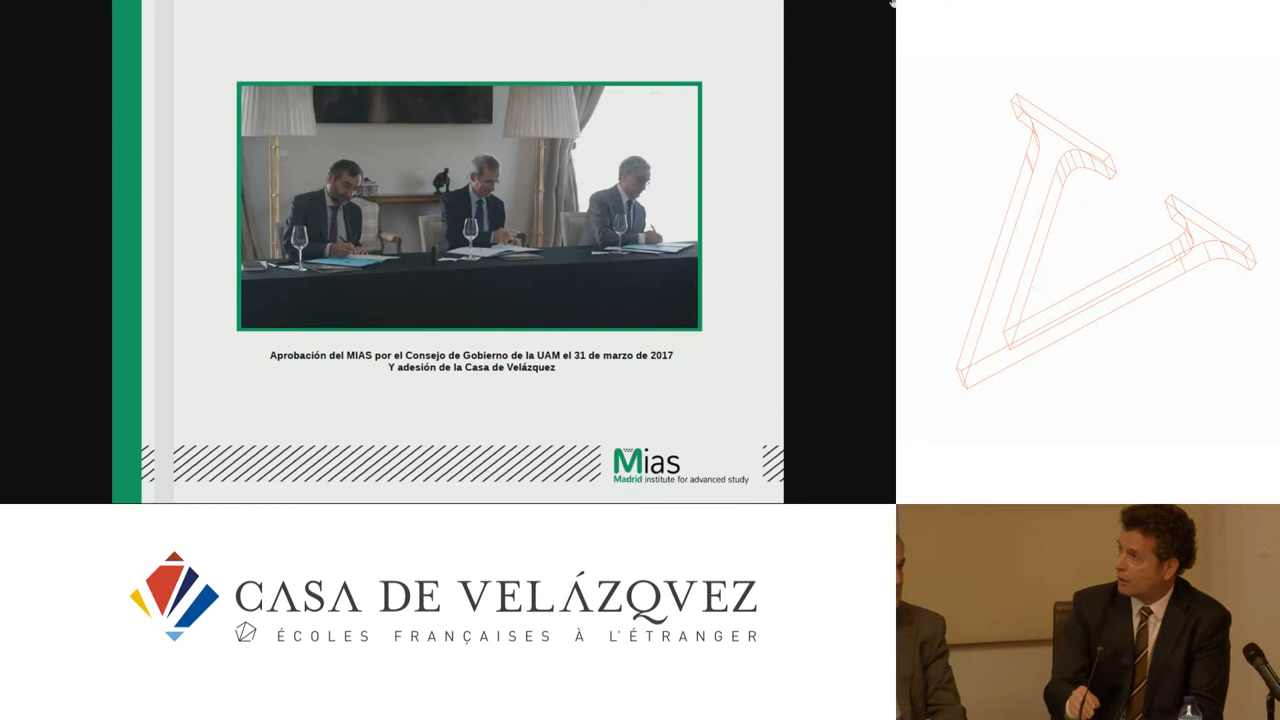 Aprobación del MIAS por el Consejo de Gobierno de la UAM el 31 de marzo de 2017
Y adesión de la Casa de Velázquez
Mias
Madrid institute for advanced study
CASA DE VELÁZQVEZ
ÉCOLES FRANÇAISES À L'ÉTRANGER